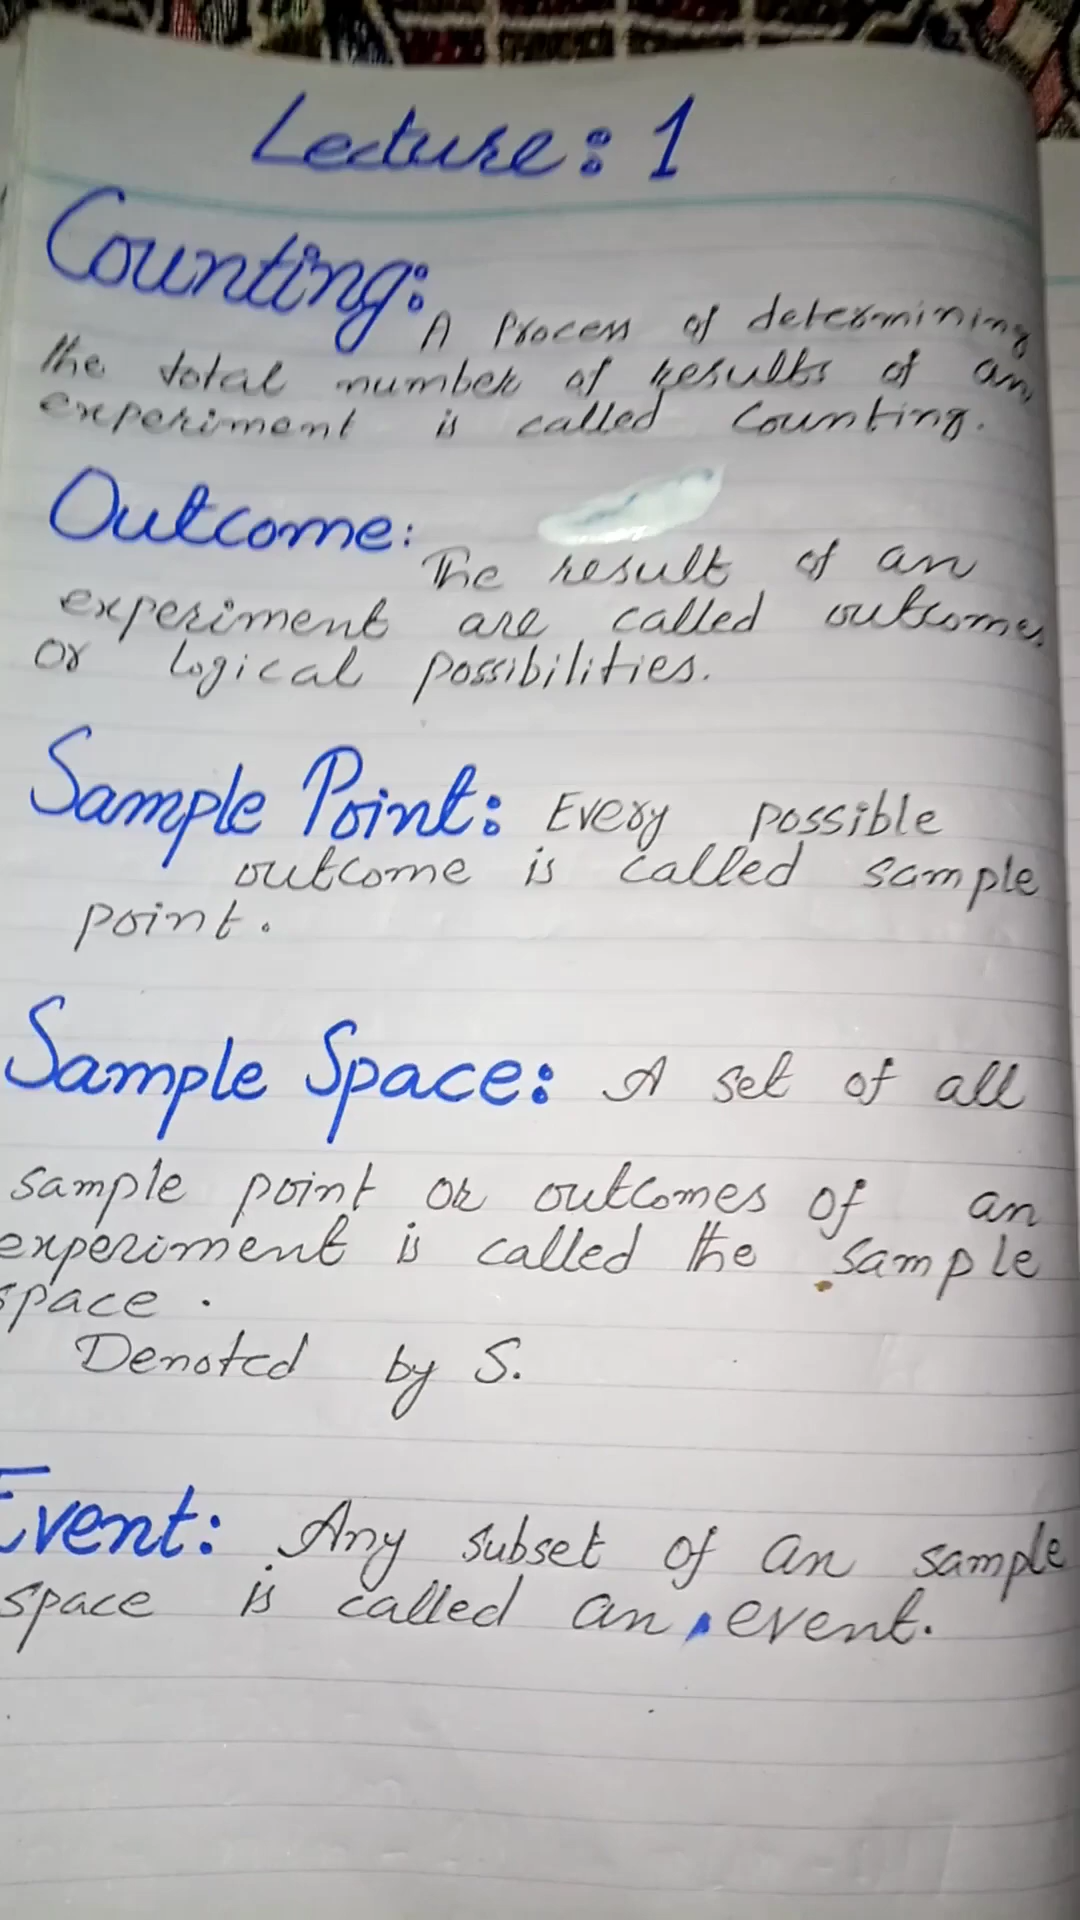 Lecture: 1
Counting:
A Process of determining
the total number of results of an
experiment is called Counting.
Outcome:
The result of an
experiment are called outcomes
or logical possibilities.
Sample Point: Every possible
outcome is called sample
point.
Sample Space: A set of all
sample point or outcomes of an
experiment is called the sample
space.
Denoted by S.
Event: Any subset of an sample
space is called an event.